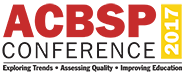 ACBSP
CONFERENCE
2017
Exploring Trends • Assessing Quality • Improving Education